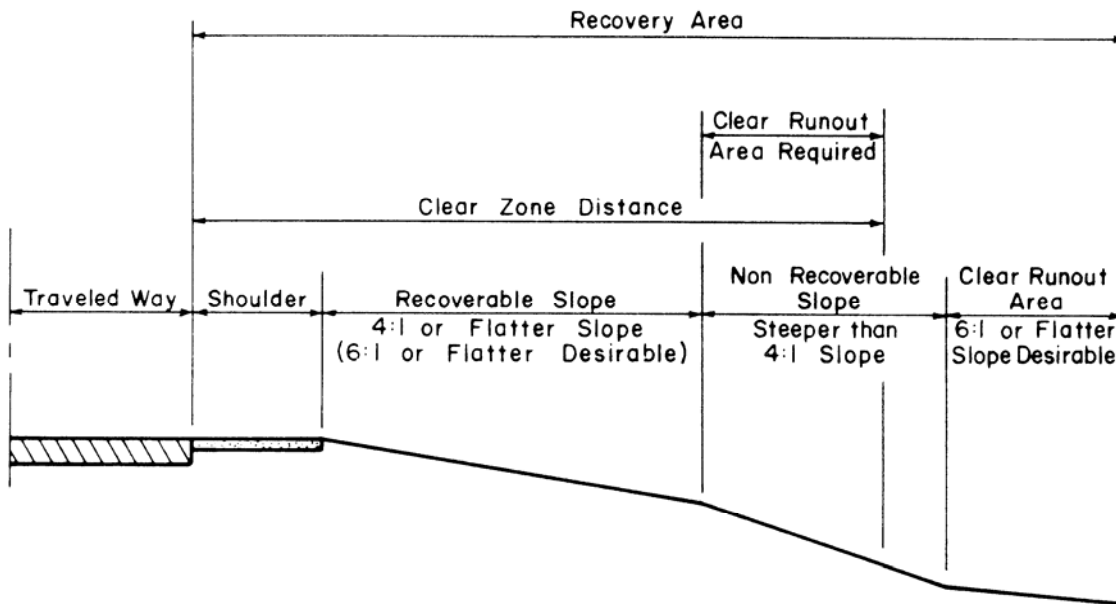 Recovery Area
Clear Runout
Area Required
Clear Zone Distance
Traveled Way
Shoulder
Recoverable Slope
4:1 or Flatter Slope
(6:1 or Flatter Desirable)
Non Recoverable
Slope
Steeper than
4:1 Slope
Clear Runout
Area
6:1 or Flatter
Slope Desirable